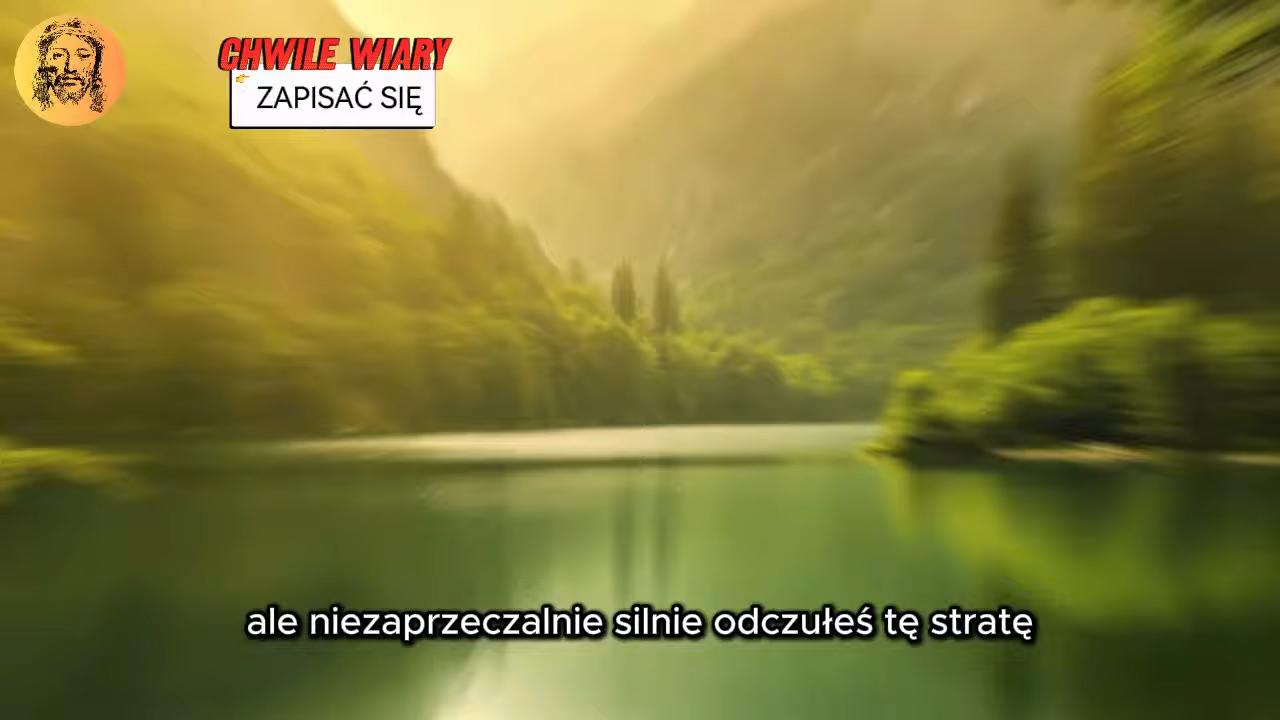 CHWILE WIARY
ZAPISAĆ SIĘ
ale niezaprzeczalnie silnie odczułeś tę stratę